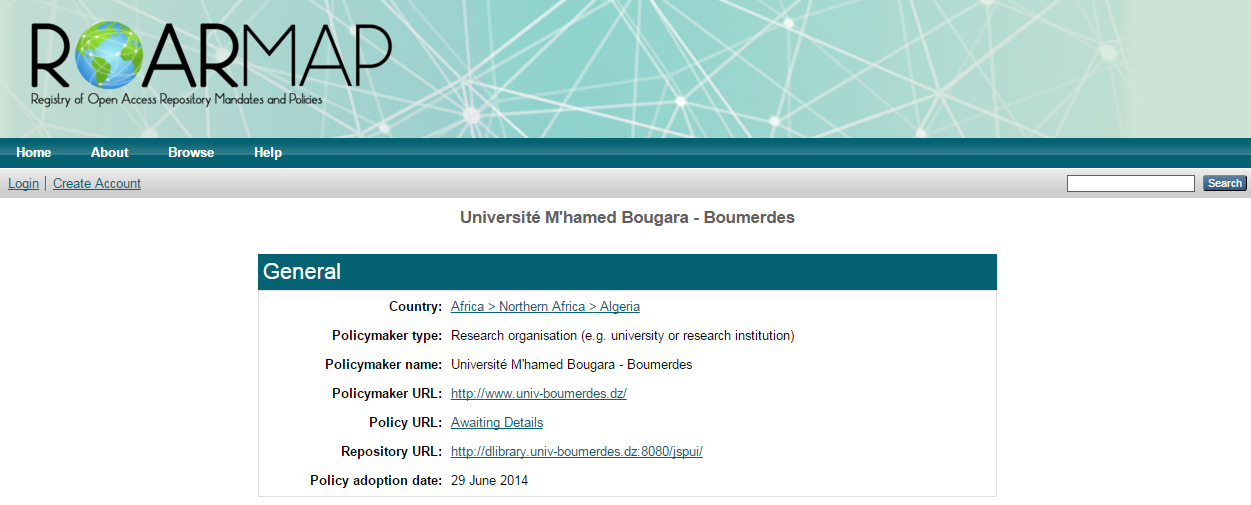 ROARMAP
Registry of Open Access Repository Mandates and Policies
Home About Browse Help
Login Create Account Search
Université M'hamed Bougara - Boumerdes
General
Country: Africa > Northern Africa > Algeria
Policymaker type: Research organisation (e.g. university or research institution)
Policymaker name: Université M'hamed Bougara - Boumerdes
Policymaker URL: http://www.univ-boumerdes.dz/
Policy URL: Awaiting Details
Repository URL: http://dlibrary.univ-boumerdes.dz:8080/jspui/
Policy adoption date: 29 June 2014